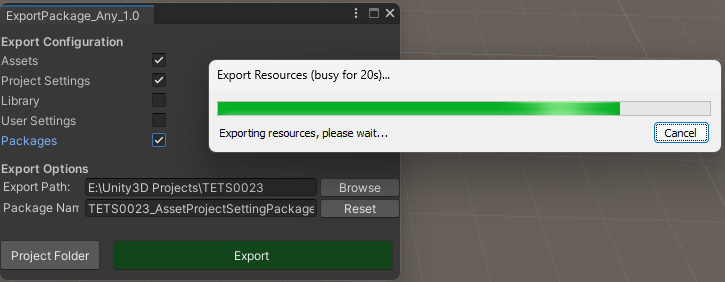 ExportPackage_Any_1.0
Export Configuration
Assets
Project Settings
Library
User Settings
Packages
Export Options
Export Path: E:\Unity3D Projects\TETS0023 Browse
Package Nam TETS0023_AssetProjectSettingPackage Reset
Project Folder Export
Export Resources (busy for 20s)...
Exporting resources, please wait...
Cancel